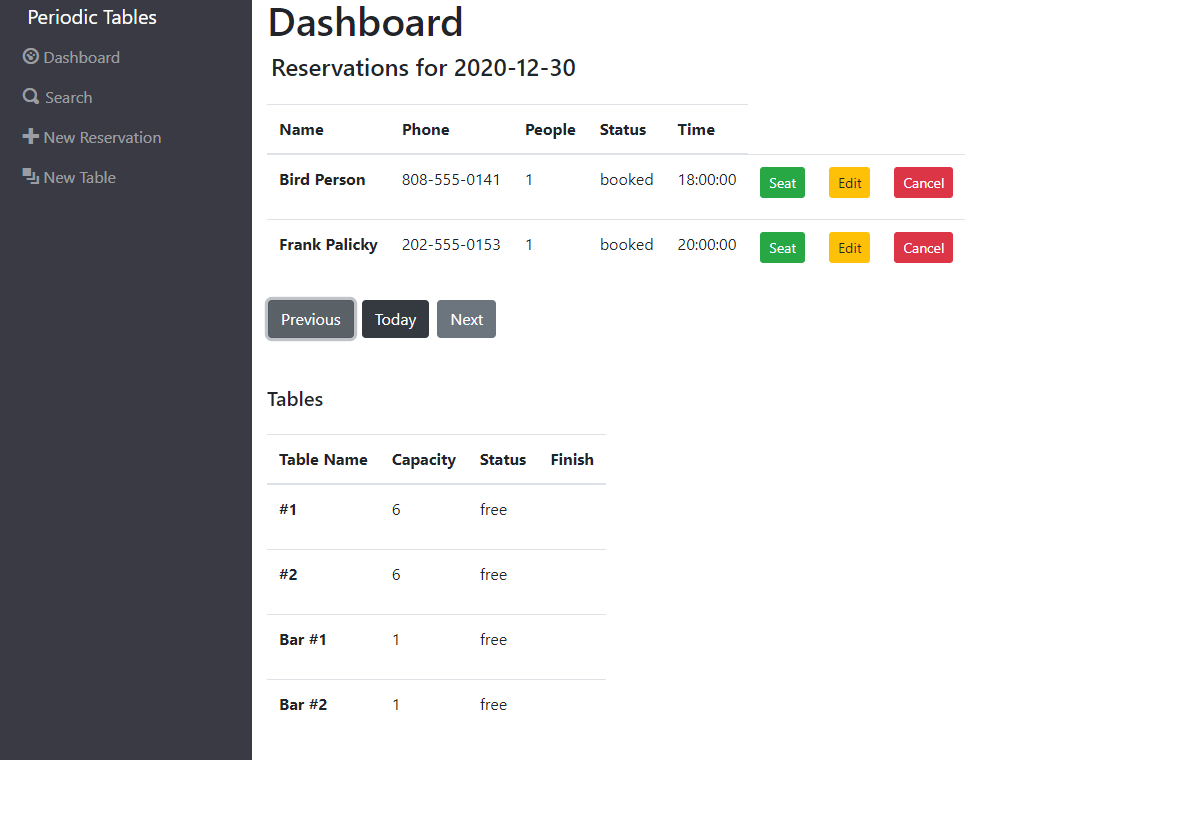 Periodic Tables
Dashboard
Search
New Reservation
New Table
Dashboard
Reservations for 2020-12-30
Name Phone People Status Time
Bird Person 808-555-0141 1 booked 18:00:00 Seat Edit Cancel
Frank Palicky 202-555-0153 1 booked 20:00:00 Seat Edit Cancel
Previous Today Next
Tables
Table Name Capacity Status Finish
#1 6 free
#2 6 free
Bar #1 1 free
Bar #2 1 free